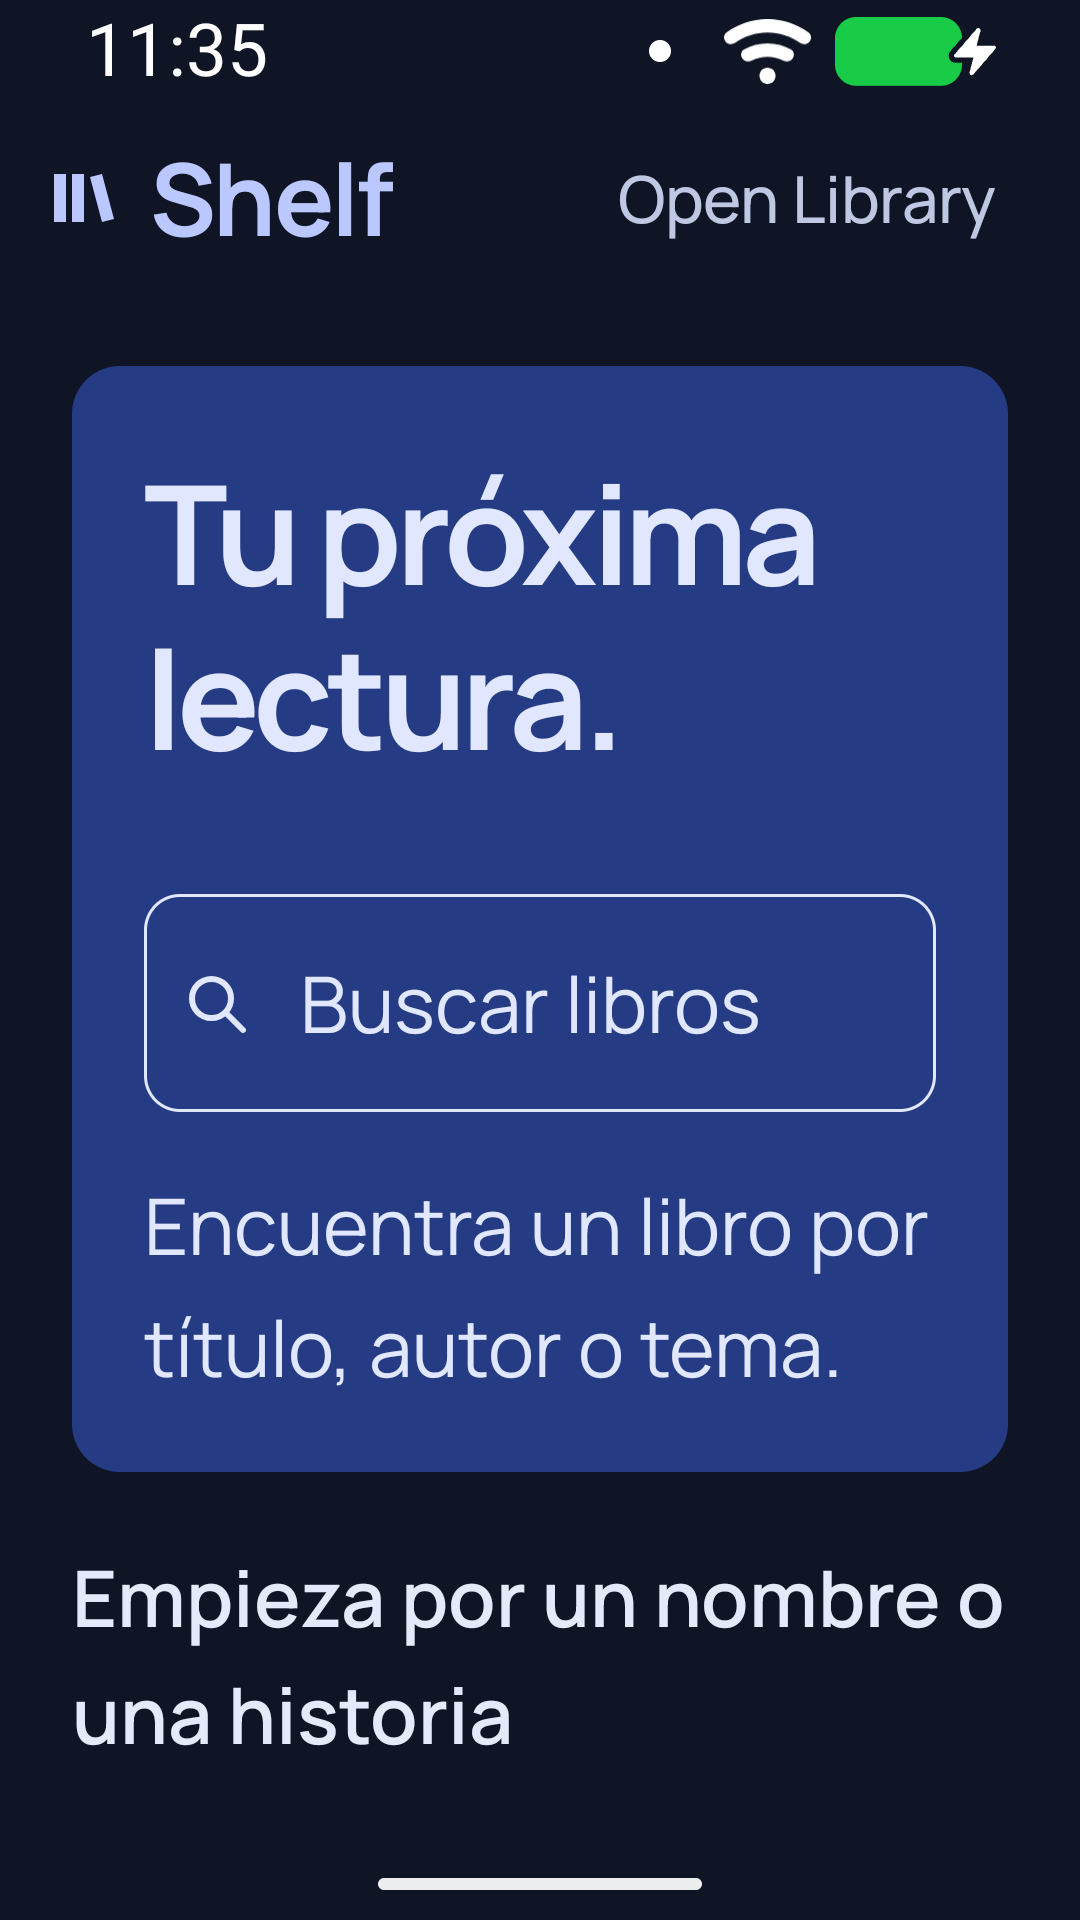 11:35
Shelf
Open Library
Tu próxima
lectura.
Buscar libros
Encuentra un libro por
título, autor o tema.
Empieza por un nombre o
una historia